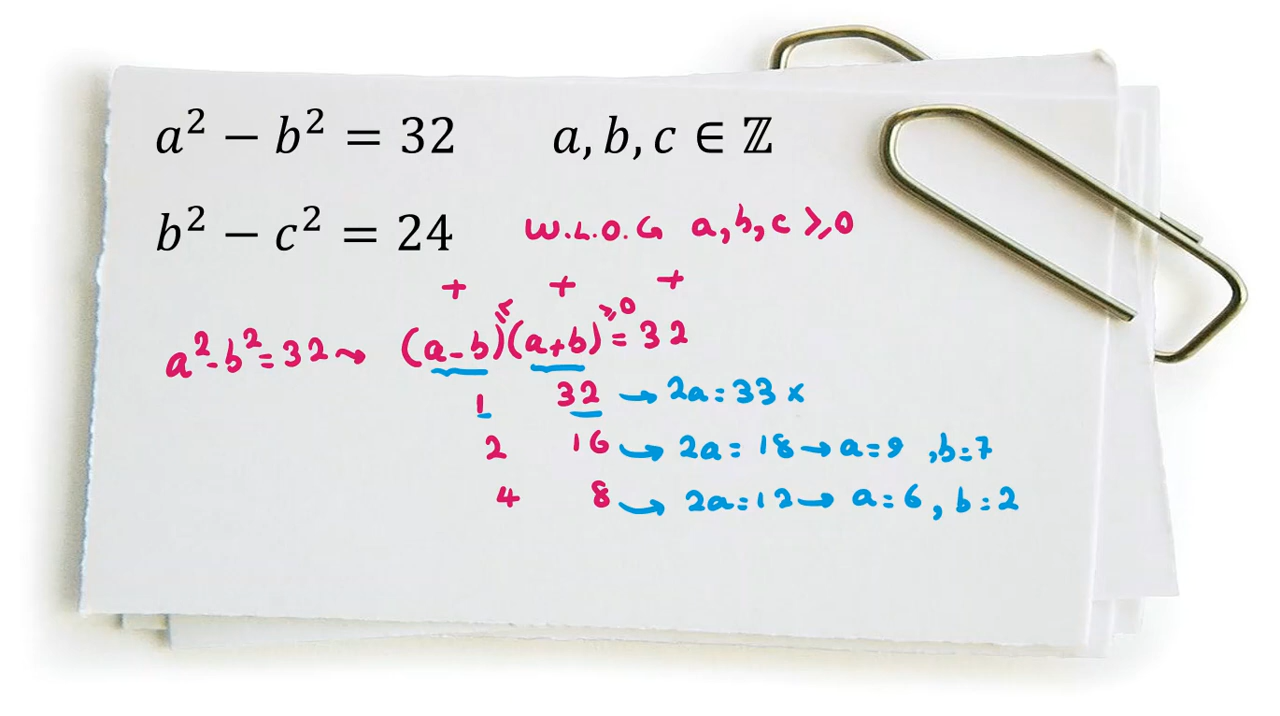 a² − b² = 32 a, b, c ∈ ℤ
b² − c² = 24 W.L.O.G a, b, c ≥ 0
+ + +
≤ ≥0
a² - b² = 32 → (a - b)(a + b) = 32
1 32 → 2a = 33 ×
2 16 → 2a = 18 → a = 9 , b = 7
4 8 → 2a = 12 → a = 6 , b = 2